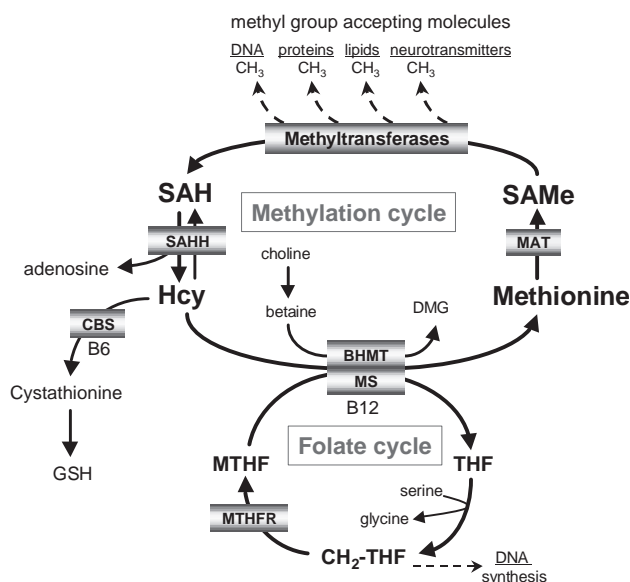 methyl group accepting molecules
DNA proteins lipids neurotransmitters
CH₃ CH₃ CH₃ CH₃
Methyltransferases
SAH
SAMe
Methylation cycle
SAHH
MAT
adenosine
choline
Hcy
Methionine
betaine
DMG
CBS
B6
BHMT
MS
B12
Cystathionine
Folate cycle
MTHF
THF
GSH
serine
glycine
MTHFR
CH₂-THF
DNA
synthesis